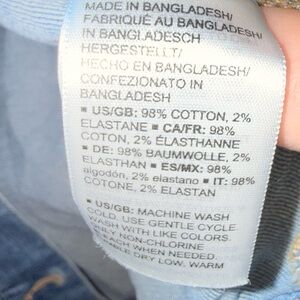 MADE IN BANGLADESH/
FABRIQUÉ AU BANGLADESH/
IN BANGLADESCH
HERGESTELLT/
HECHO EN BANGLADESH/
CONFEZIONATO IN
BANGLADESH
▪ US/GB: 98% COTTON, 2%
ELASTANE ▪ CA/FR: 98%
COTON, 2% ÉLASTHANNE
▪ DE: 98% BAUMWOLLE, 2%
ELASTHAN ▪ ES/MX: 98%
algodón, 2% elastano ▪ IT: 98%
COTONE, 2% ELASTAN
▪ US/GB: MACHINE WASH
COLD. USE GENTLE CYCLE
WASH WITH LIKE COLORS.
ONLY NON-CHLORINE
WHEN NEEDED.
DRY LOW. WARM